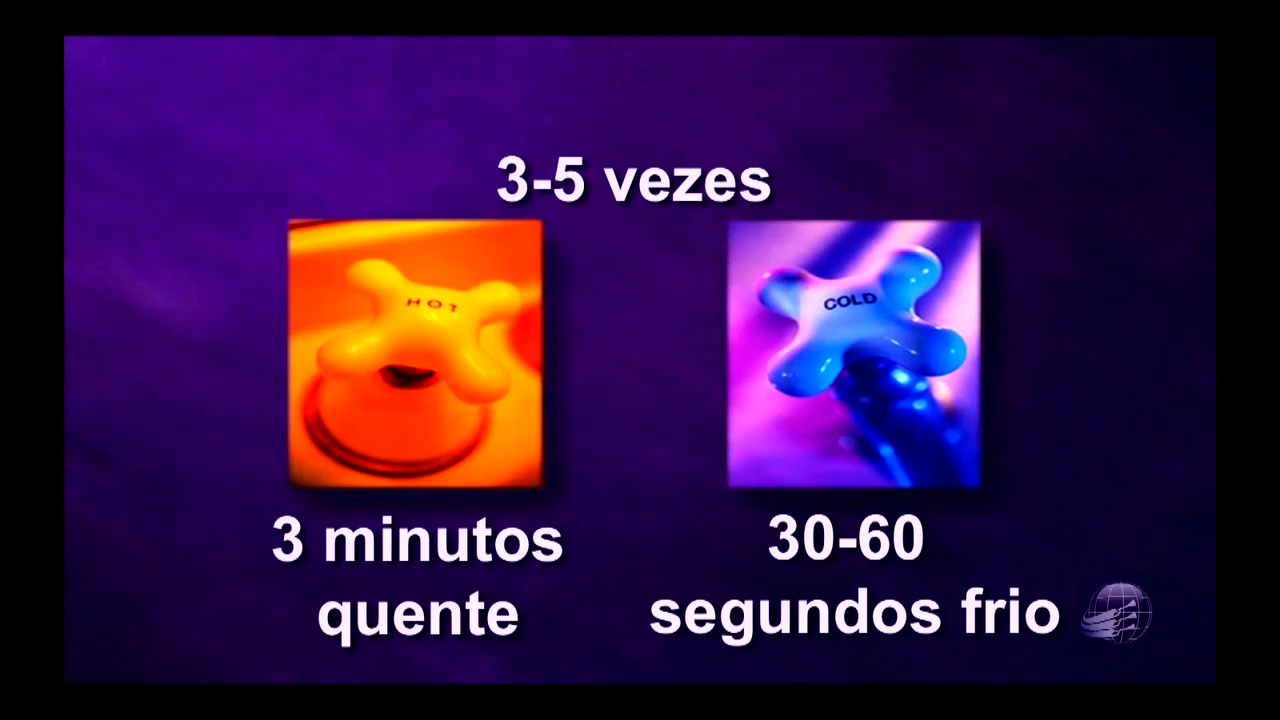 3-5 vezes
HOT
COLD
3 minutos
quente
30-60
segundos frio